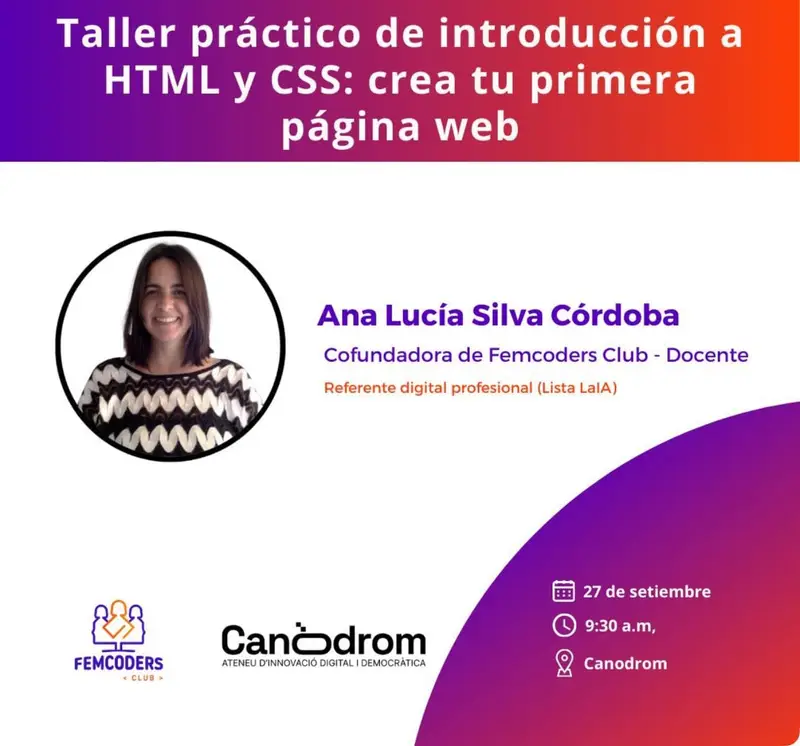 Taller práctico de introducción a
HTML y CSS: crea tu primera
página web
Ana Lucía Silva Córdoba
Cofundadora de Femcoders Club - Docente
Referente digital profesional (Lista LaIA)
27 de setiembre
9:30 a.m,
Canodrom
FEMCODERS
< CLUB >
Canòdrom
ATENEU D'INNOVACIÓ DIGITAL I DEMOCRÀTICA